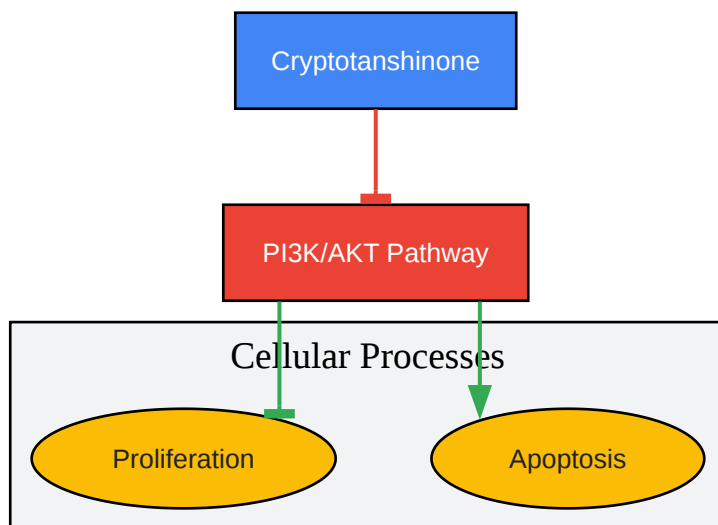 Cryptotanshinone
PI3K/AKT Pathway
Cellular Processes
Proliferation
Apoptosis